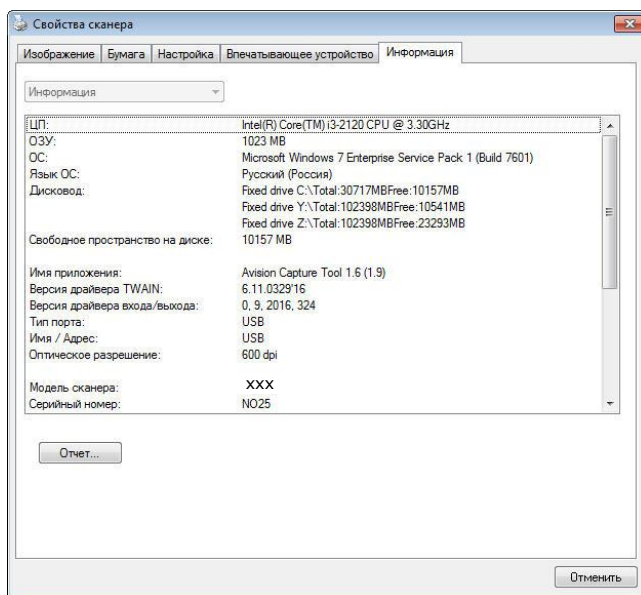 Свойства сканера
Изображение Бумага Настройка Впечатывающее устройство Информация
Информация
ЦП: Intel(R) Core(TM) i3-2120 CPU @ 3.30GHz
ОЗУ: 1023 MB
ОС: Microsoft Windows 7 Enterprise Service Pack 1 (Build 7601)
Язык ОС: Русский (Россия)
Дисковод: Fixed drive C:\Total:30717MBFree:10157MB
Fixed drive Y:\Total:102398MBFree:10541MB
Fixed drive Z:\Total:102398MBFree:23293MB
Свободное пространство на диске: 10157 MB
Имя приложения: Avision Capture Tool 1.6 (1.9)
Версия драйвера TWAIN: 6.11.0329'16
Версия драйвера входа/выхода: 0, 9, 2016, 324
Тип порта: USB
Имя / Адрес: USB
Оптическое разрешение: 600 dpi
Модель сканера: XXX
Серийный номер: NO25
Отчет...
Отменить